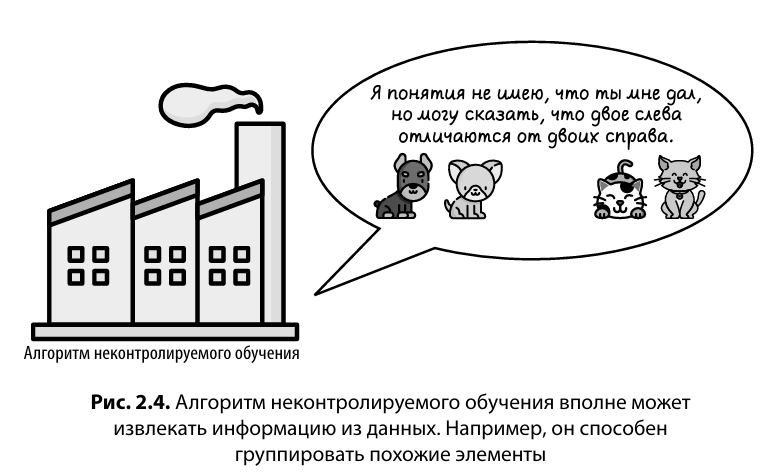 Я понятия не имею, что ты мне дал,
но могу сказать, что двое слева
отличаются от двоих справа.
Алгоритм неконтролируемого обучения
Рис. 2.4. Алгоритм неконтролируемого обучения вполне может
извлекать информацию из данных. Например, он способен
группировать похожие элементы